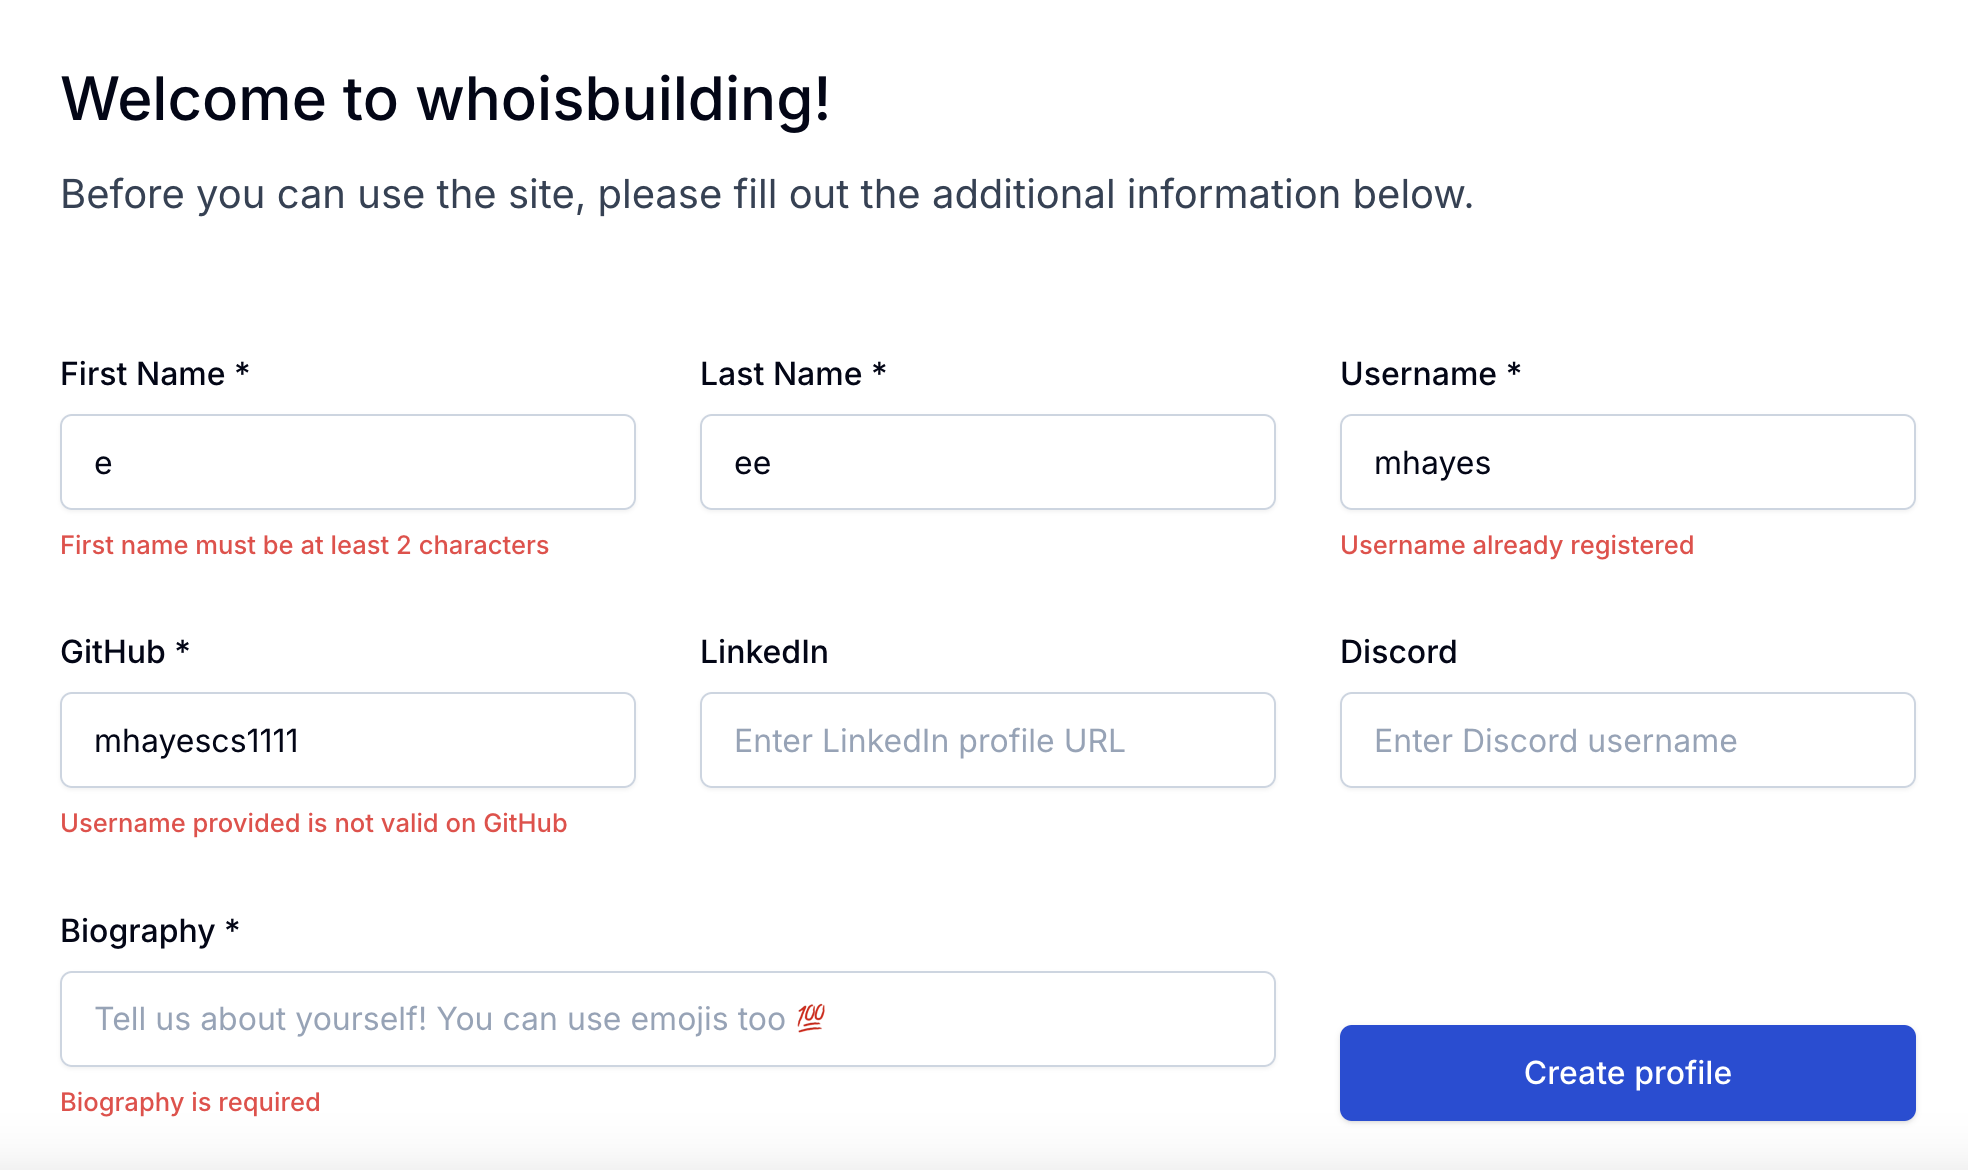 Welcome to whoisbuilding!
Before you can use the site, please fill out the additional information below.
First Name *
Last Name *
Username *
e
ee
mhayes
First name must be at least 2 characters
Username already registered
GitHub *
LinkedIn
Discord
mhayescs1111
Enter LinkedIn profile URL
Enter Discord username
Username provided is not valid on GitHub
Biography *
Tell us about yourself! You can use emojis too 💯
Create profile
Biography is required